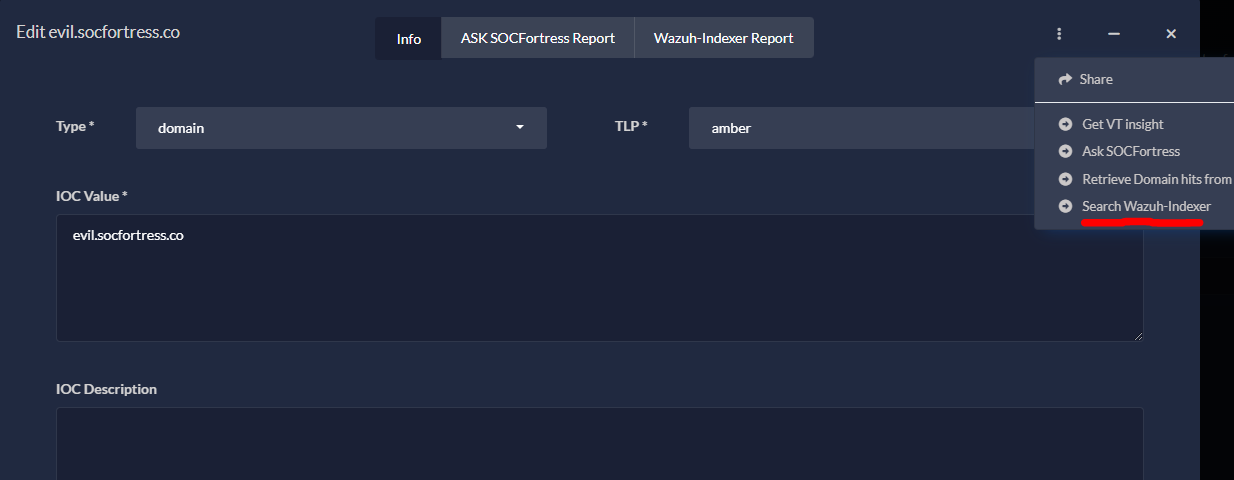 Edit evil.socfortress.co
Info
ASK SOCFortress Report
Wazuh-Indexer Report
Share
Type *
domain
TLP *
amber
Get VT insight
Ask SOCFortress
Retrieve Domain hits from
Search Wazuh-Indexer
IOC Value *
evil.socfortress.co
IOC Description